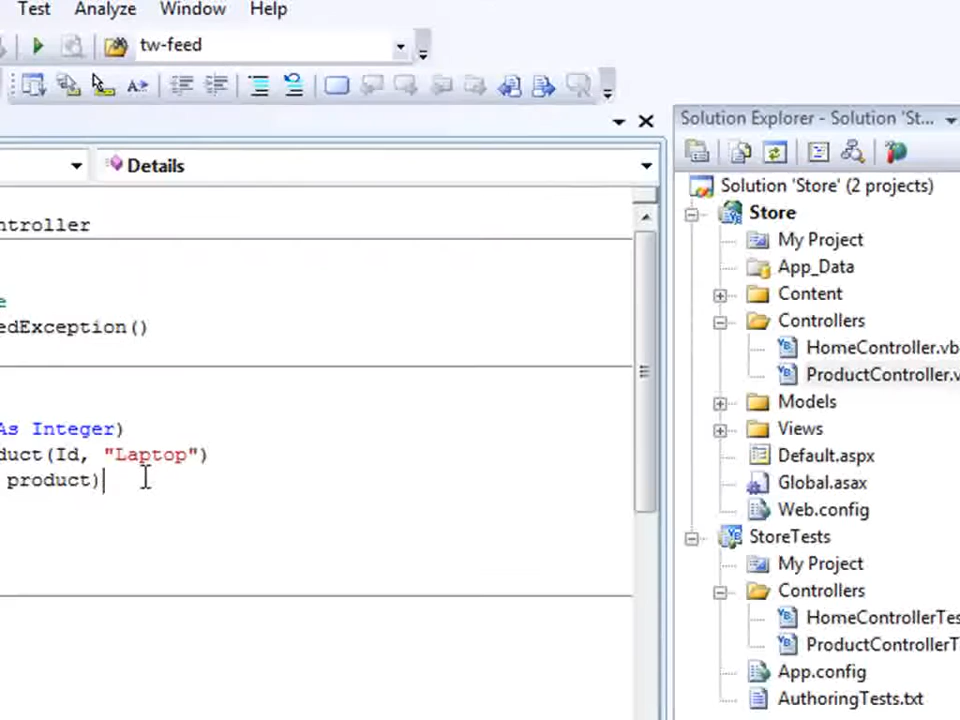 Test Analyze Window Help
tw-feed
Solution Explorer - Solution 'St...
Details
Solution 'Store' (2 projects)
Store
ntroller
My Project
App_Data
Content
e
Controllers
edException()
HomeController.vb
ProductController.v
Models
As Integer)
Views
duct(Id, "Laptop")
Default.aspx
product)
Global.asax
Web.config
StoreTests
My Project
Controllers
HomeControllerTes
ProductControllerT
App.config
AuthoringTests.txt